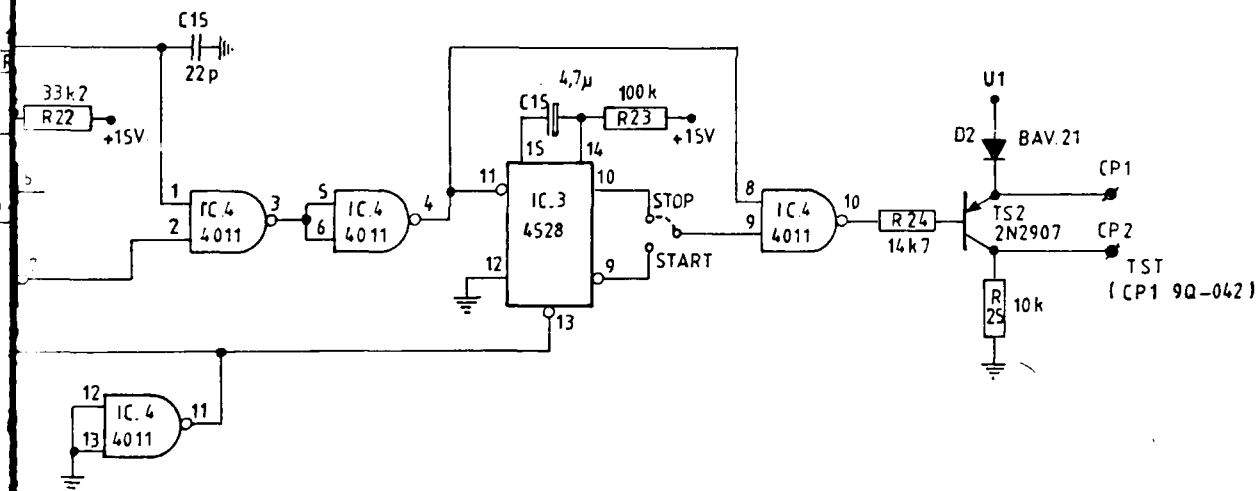 C15
22p
R
33k2
R22
+15V
4,7µ
C15
100k
R23
+15V
15
14
1
2
IC.4
4011
3
5
6
IC.4
4011
4
11
IC.3
4528
10
12
9
13
STOP
START
8
9
IC.4
4011
10
R24
14k7
U1
D2
BAV.21
TS2
2N2907
CP1
CP2
TST
(CP1 9Q-042)
R
25
10k
12
13
IC.4
4011
11